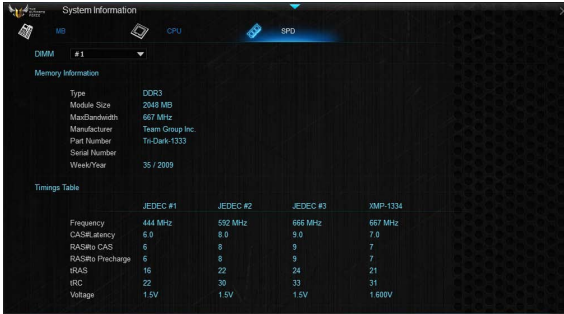 THE ULTIMATE FORCE
System Information
MB CPU SPD
DIMM #1
Memory Information
Type DDR3
Module Size 2048 MB
MaxBandwidth 667 MHz
Manufacturer Team Group Inc.
Part Number Tri-Dark-1333
Serial Number
Week/Year 35 / 2009
Timings Table
JEDEC #1 JEDEC #2 JEDEC #3 XMP-1334
Frequency 444 MHz 592 MHz 666 MHz 667 MHz
CAS#Latency 6.0 8.0 9.0 7.0
RAS#to CAS 6 8 9 7
RAS#to Precharge 6 8 9 7
tRAS 16 22 24 21
tRC 22 30 33 31
Voltage 1.5V 1.5V 1.5V 1.600V